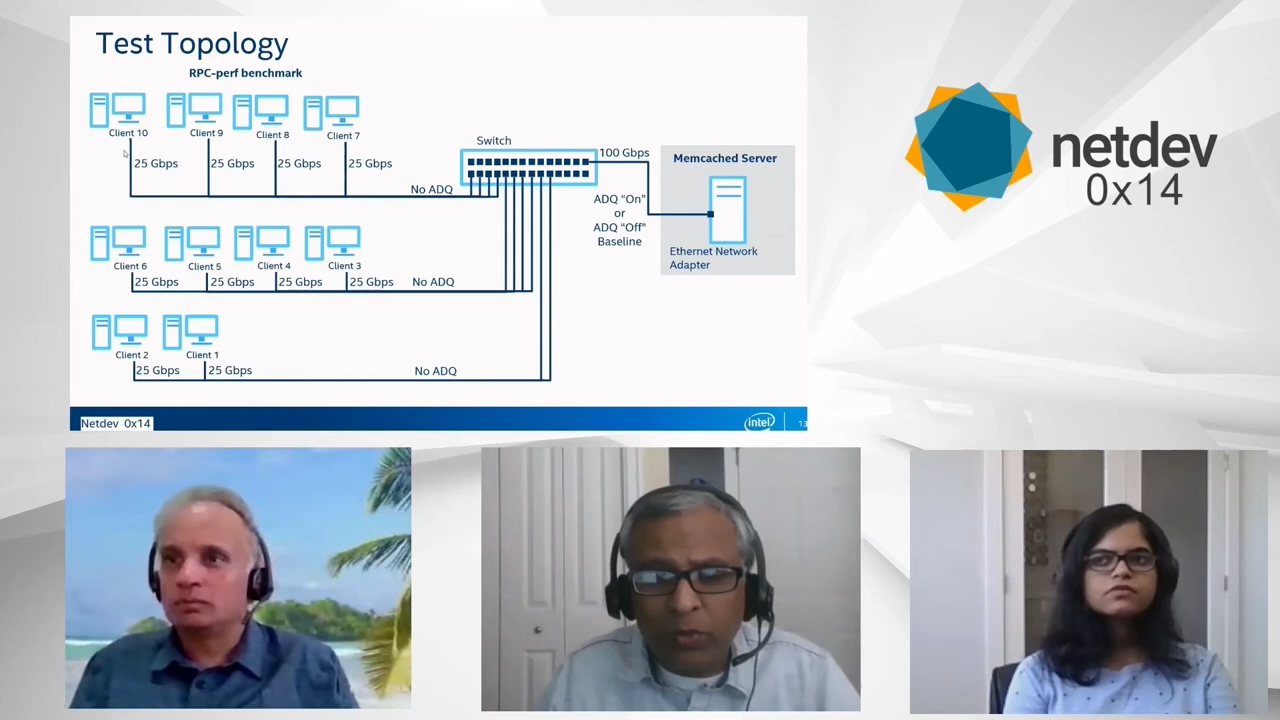 Test Topology
RPC-perf benchmark
Client 10
Client 9
Client 8
Client 7
25 Gbps
25 Gbps
25 Gbps
25 Gbps
No ADQ
Switch
100 Gbps
ADQ "On"
or
ADQ "Off"
Baseline
Memcached Server
Ethernet Network
Adapter
Client 6
Client 5
Client 4
Client 3
25 Gbps
25 Gbps
25 Gbps
25 Gbps
No ADQ
Client 2
Client 1
25 Gbps
25 Gbps
No ADQ
Netdev 0x14
intel
13
netdev
0x14